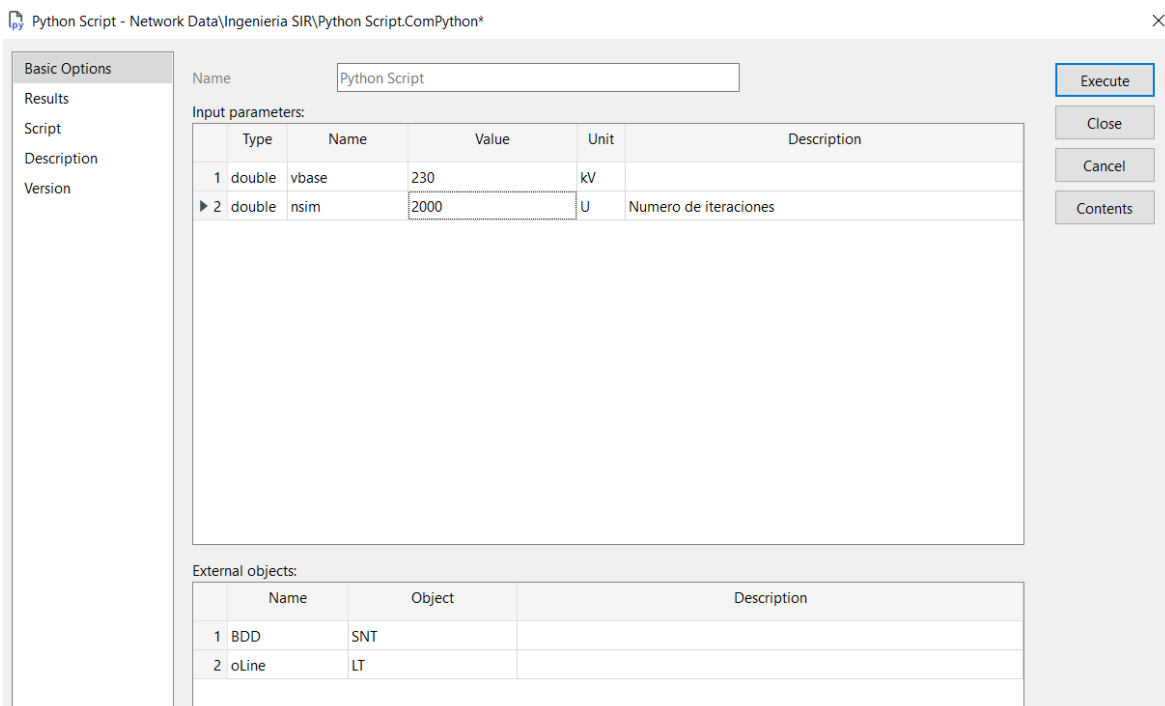 Python Script - Network Data\Ingenieria SIR\Python Script.ComPython*
Basic Options
Results
Script
Description
Version
Name Python Script
Input parameters:
Type Name Value Unit Description
1 double vbase 230 kV
2 double nsim 2000 U Numero de iteraciones
External objects:
Name Object Description
1 BDD SNT
2 oLine LT
Execute
Close
Cancel
Contents